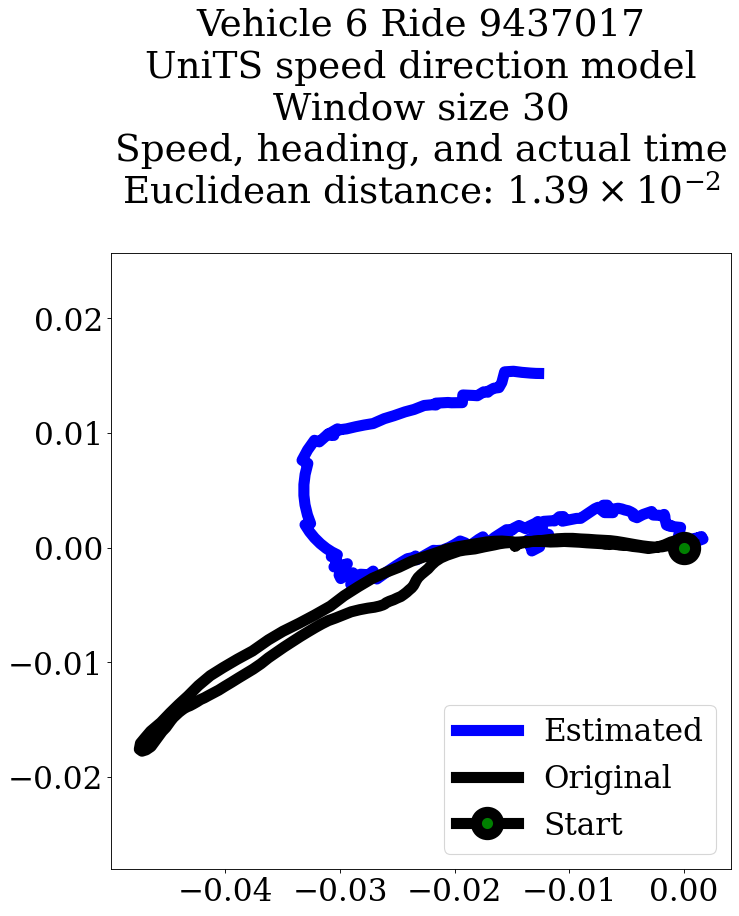 Vehicle 6 Ride 9437017
UniTS speed direction model
Window size 30
Speed, heading, and actual time
Euclidean distance: 1.39 × 10⁻²
0.02
0.01
0.00
−0.01
−0.02
Estimated
Original
Start
−0.04 −0.03 −0.02 −0.01 0.00